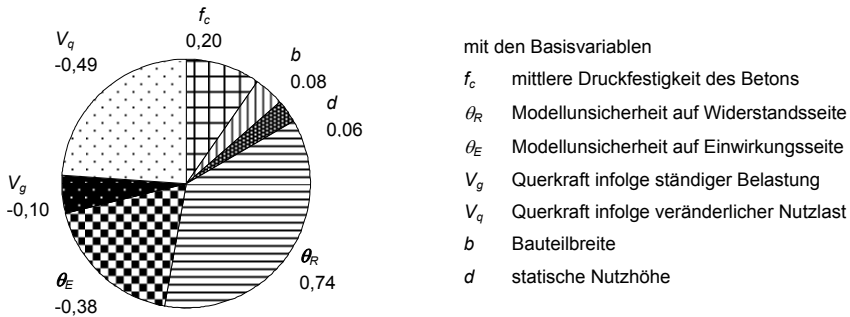 f_c
0,20
b
0.08
d
0,06
θ_R
0,74
θ_E
-0,38
V_g
-0,10
V_q
-0,49
mit den Basisvariablen
f_c mittlere Druckfestigkeit des Betons
θ_R Modellunsicherheit auf Widerstandsseite
θ_E Modellunsicherheit auf Einwirkungsseite
V_g Querkraft infolge ständiger Belastung
V_q Querkraft infolge veränderlicher Nutzlast
b Bauteilbreite
d statische Nutzhöhe